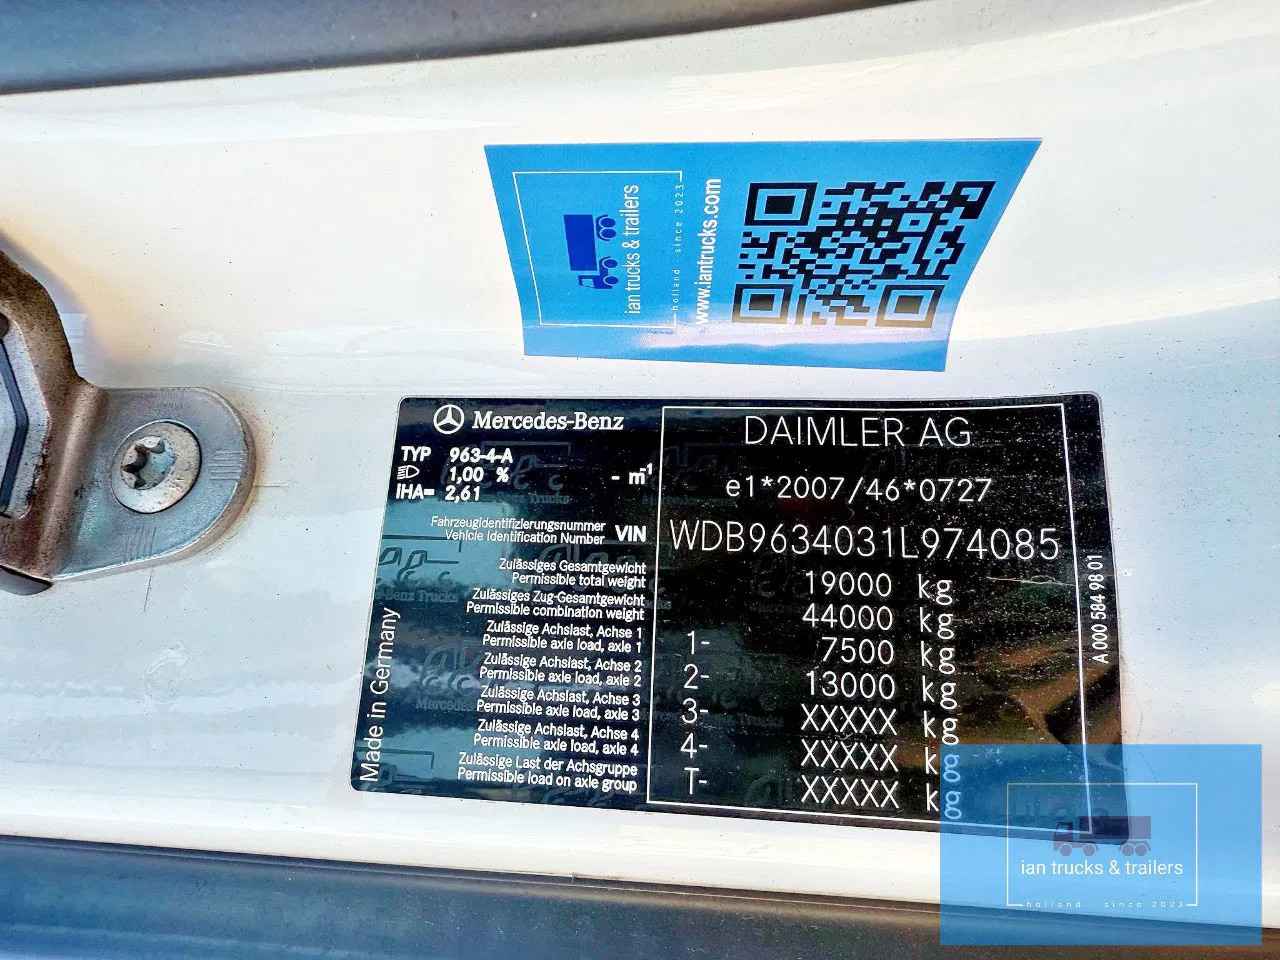 ian trucks & trailers
holland . since 2023
www.iantrucks.com
Mercedes-Benz
TYP 963-4-A
1,00 % - m-1
IHA= 2,61
DAIMLER AG
e1*2007/46*0727
Fahrzeugidentifizierungsnummer
Vehicle Identification Number VIN WDB9634031L974085
Zulässiges Gesamtgewicht
Permissible total weight 19000 kg
Zulässiges Zug-Gesamtgewicht
Permissible combination weight 44000 kg
Zulässige Achslast, Achse 1
Permissible axle load, axle 1 1- 7500 kg
Zulässige Achslast, Achse 2
Permissible axle load, axle 2 2- 13000 kg
Zulässige Achslast, Achse 3
Permissible axle load, axle 3 3- XXXXX kg
Zulässige Achslast, Achse 4
Permissible axle load, axle 4 4- XXXXX kg
Zulässige Last der Achsgruppe
Permissible load on axle group T- XXXXX kg
Made in Germany
A 000 584 98 01
ian trucks & trailers
holland . since 2023